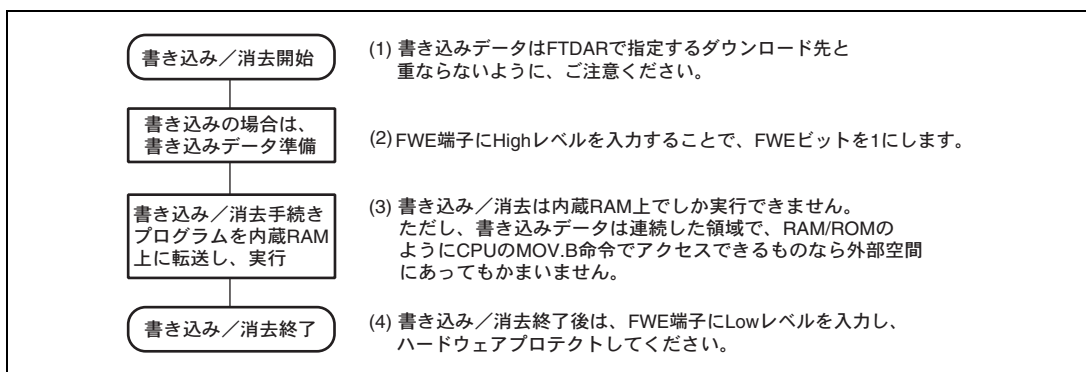 書き込み／消去開始
書き込みの場合は、
書き込みデータ準備
書き込み／消去手続き
プログラムを内蔵RAM
上に転送し、実行
書き込み／消去終了
(1) 書き込みデータはFTDARで指定するダウンロード先と
重ならないように、ご注意ください。
(2) FWE端子にHighレベルを入力することで、FWEビットを1にします。
(3) 書き込み／消去は内蔵RAM上でしか実行できません。
ただし、書き込みデータは連続した領域で、RAM/ROMの
ようにCPUのMOV.B命令でアクセスできるものなら外部空間
にあってもかまいません。
(4) 書き込み／消去終了後は、FWE端子にLowレベルを入力し、
ハードウェアプロテクトしてください。